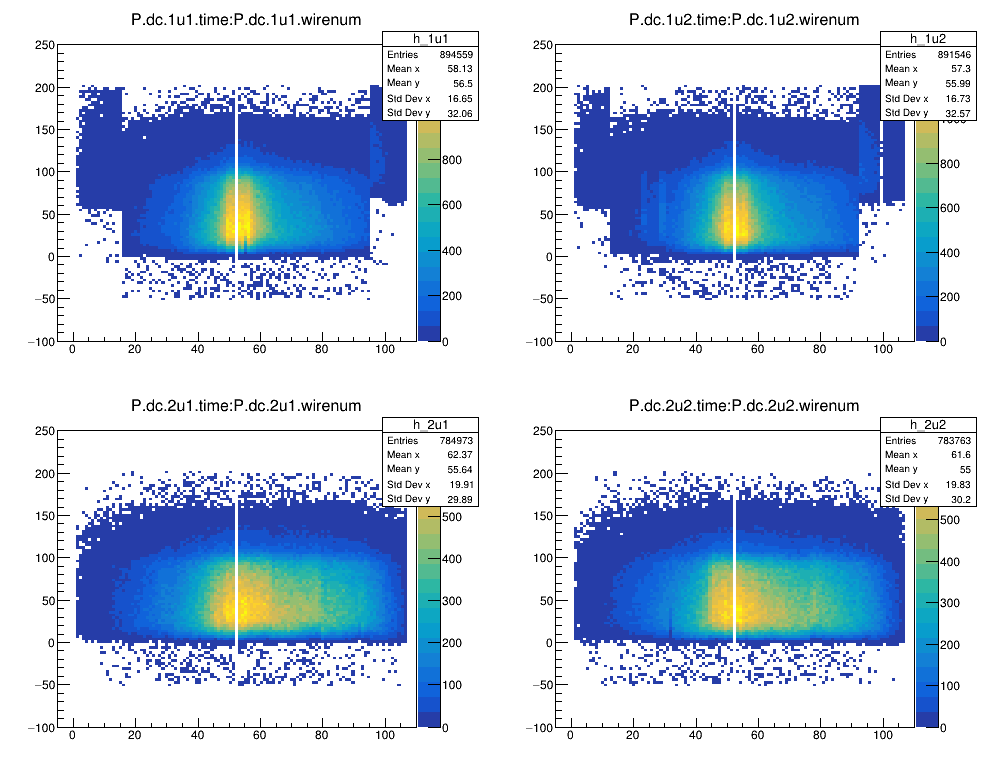 P.dc.1u1.time:P.dc.1u1.wirenum
h_1u1
Entries 894559
Mean x 58.13
Mean y 56.5
Std Dev x 16.65
Std Dev y 32.06
250
200
150
100
50
0
−50
−100
0 20 40 60 80 100
800
600
400
200
0
P.dc.1u2.time:P.dc.1u2.wirenum
h_1u2
Entries 891546
Mean x 57.3
Mean y 55.99
Std Dev x 16.73
Std Dev y 32.57
250
200
150
100
50
0
−50
−100
0 20 40 60 80 100
800
600
400
200
0
P.dc.2u1.time:P.dc.2u1.wirenum
h_2u1
Entries 784973
Mean x 62.37
Mean y 55.64
Std Dev x 19.91
Std Dev y 29.89
250
200
150
100
50
0
−50
−100
0 20 40 60 80 100
500
400
300
200
100
0
P.dc.2u2.time:P.dc.2u2.wirenum
h_2u2
Entries 783763
Mean x 61.6
Mean y 55
Std Dev x 19.83
Std Dev y 30.2
250
200
150
100
50
0
−50
−100
0 20 40 60 80 100
500
400
300
200
100
0